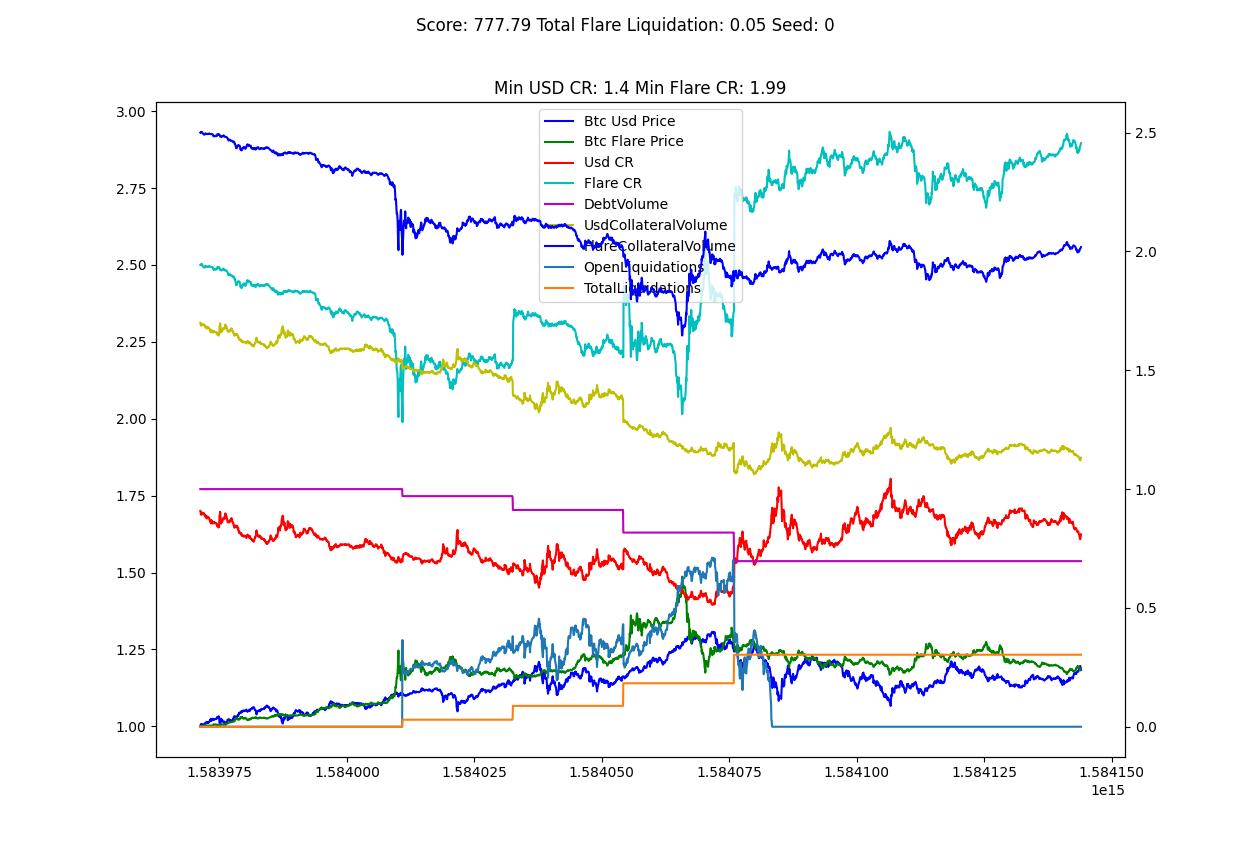 Score: 777.79 Total Flare Liquidation: 0.05 Seed: 0
Min USD CR: 1.4 Min Flare CR: 1.99
3.00
2.75
2.50
2.25
2.00
1.75
1.50
1.25
1.00
Btc Usd Price
Btc Flare Price
Usd CR
Flare CR
DebtVolume
UsdCollateralVolume
FlareCollateralVolume
OpenLiquidations
TotalLiquidations
2.5
2.0
1.5
1.0
0.5
0.0
1.583975 1.584000 1.584025 1.584050 1.584075 1.584100 1.584125 1.584150
1e15